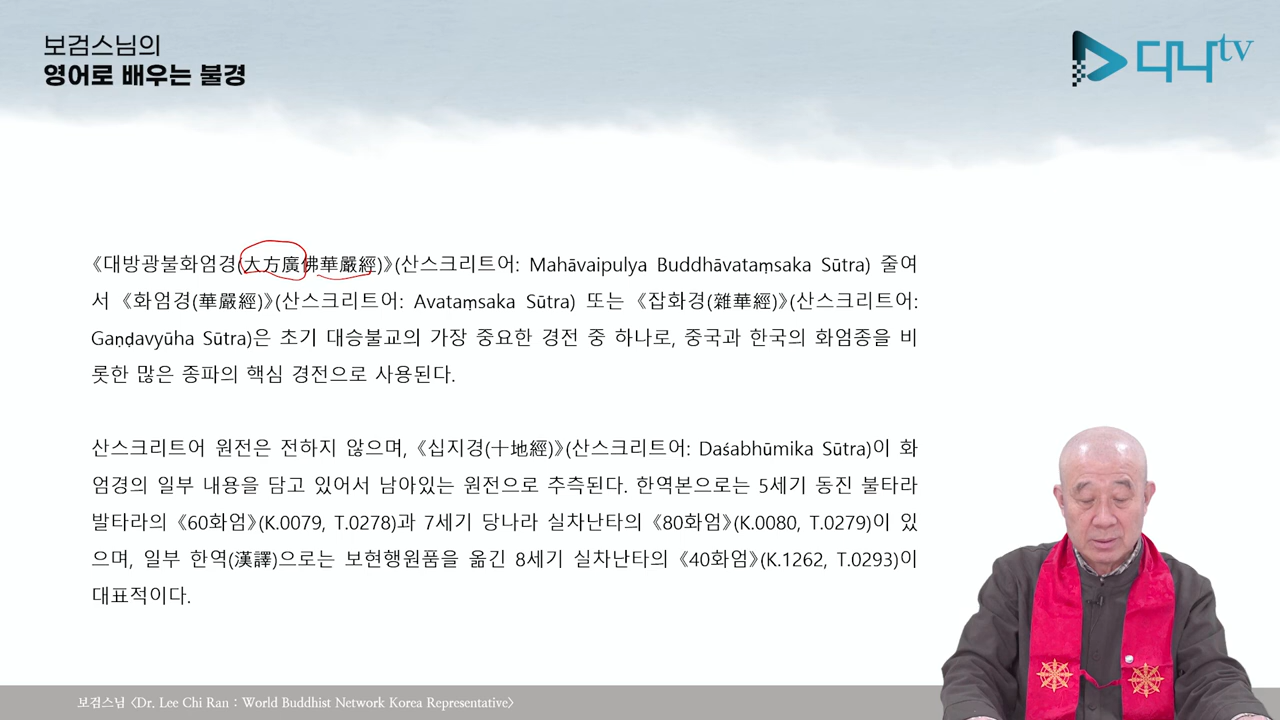 보검스님의
영어로 배우는 불경
디나tv
《대방광불화엄경(大方廣佛華嚴經)》(산스크리트어: Mahāvaipulya Buddhāvataṃsaka Sūtra) 줄여
서 《화엄경(華嚴經)》(산스크리트어: Avataṃsaka Sūtra) 또는 《잡화경(雜華經)》(산스크리트어:
Gaṇḍavyūha Sūtra)은 초기 대승불교의 가장 중요한 경전 중 하나로, 중국과 한국의 화엄종을 비
롯한 많은 종파의 핵심 경전으로 사용된다.
산스크리트어 원전은 전하지 않으며, 《십지경(十地經)》(산스크리트어: Daśabhūmika Sūtra)이 화
엄경의 일부 내용을 담고 있어서 남아있는 원전으로 추측된다. 한역본으로는 5세기 동진 불타라
발타라의 《60화엄》(K.0079, T.0278)과 7세기 당나라 실차난타의 《80화엄》(K.0080, T.0279)이 있
으며, 일부 한역(漢譯)으로는 보현행원품을 옮긴 8세기 실차난타의 《40화엄》(K.1262, T.0293)이
대표적이다.
보검스님 <Dr. Lee Chi Ran : World Buddhist Network Korea Representative>